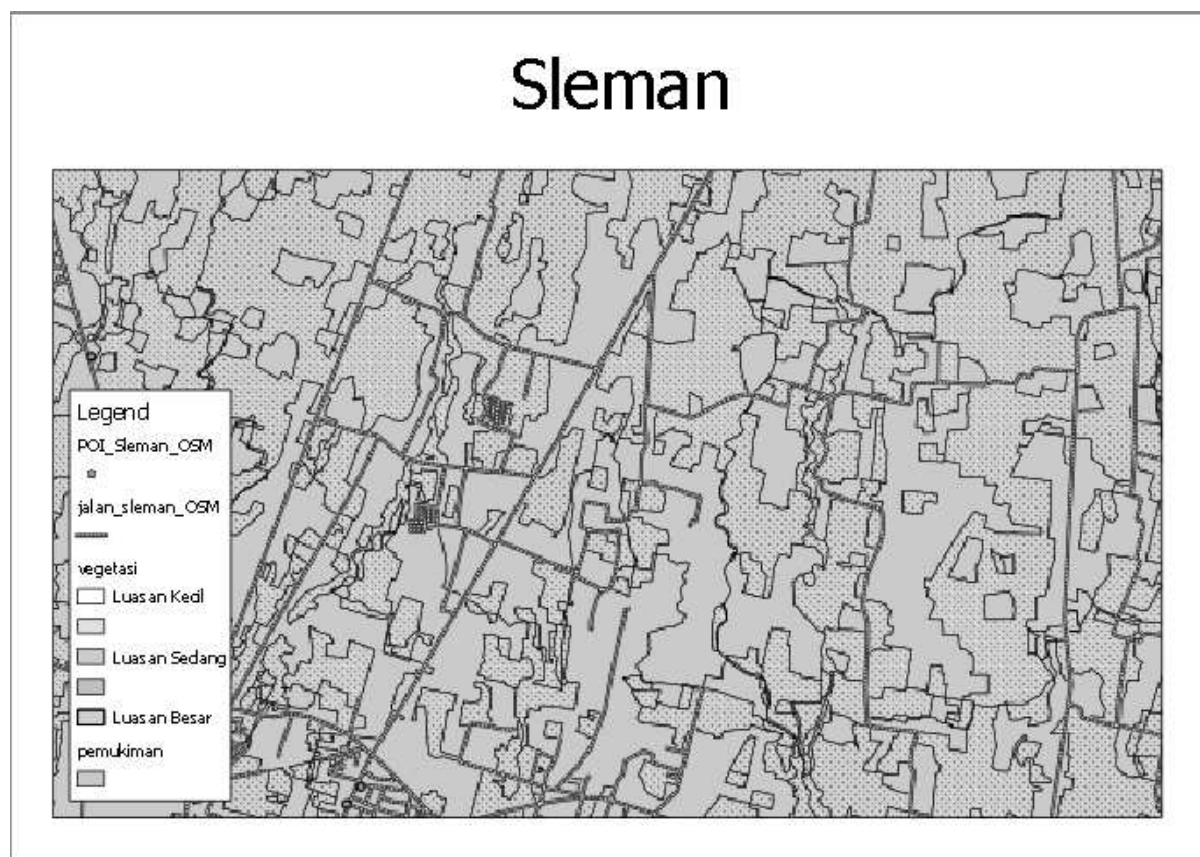 Sleman
Legend
POI_Sleman_OSM
jalan_sleman_OSM
vegetasi
Luasan Kecil
Luasan Sedang
Luasan Besar
pemukiman